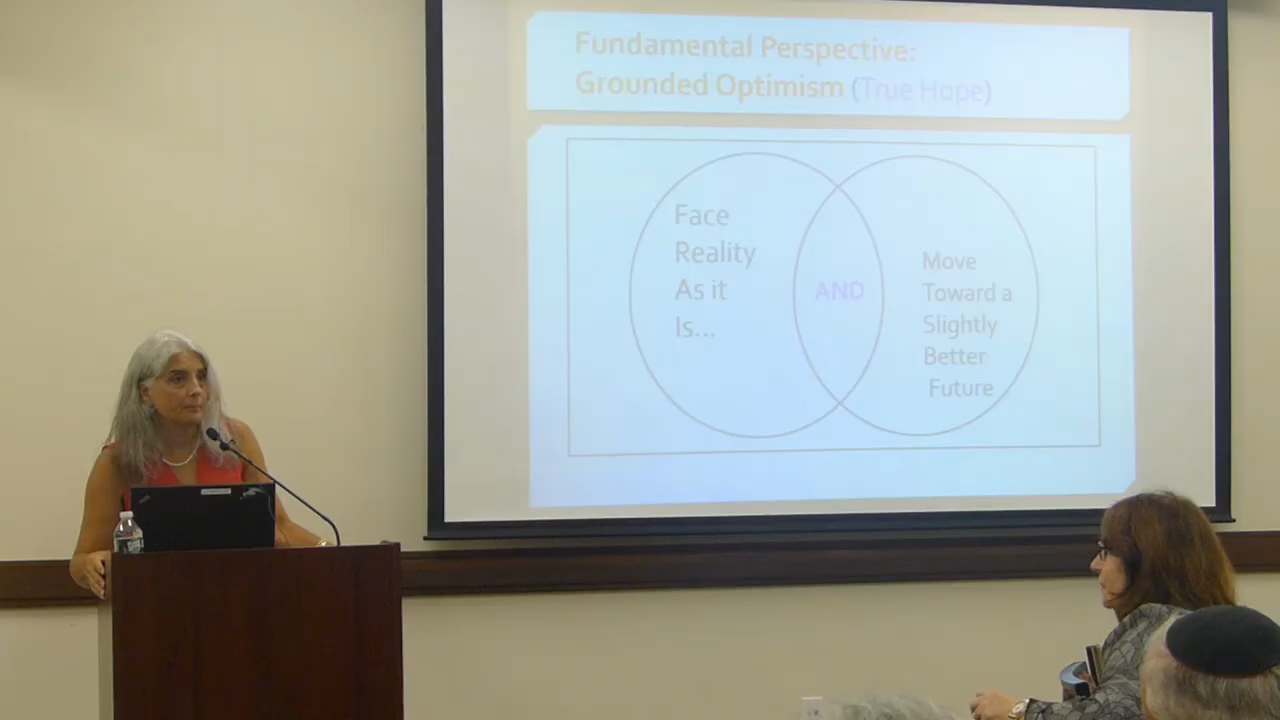 Fundamental Perspective:
Grounded Optimism (True Hope)
Face
Reality
As it
Is...
AND
Move
Toward a
Slightly
Better
Future